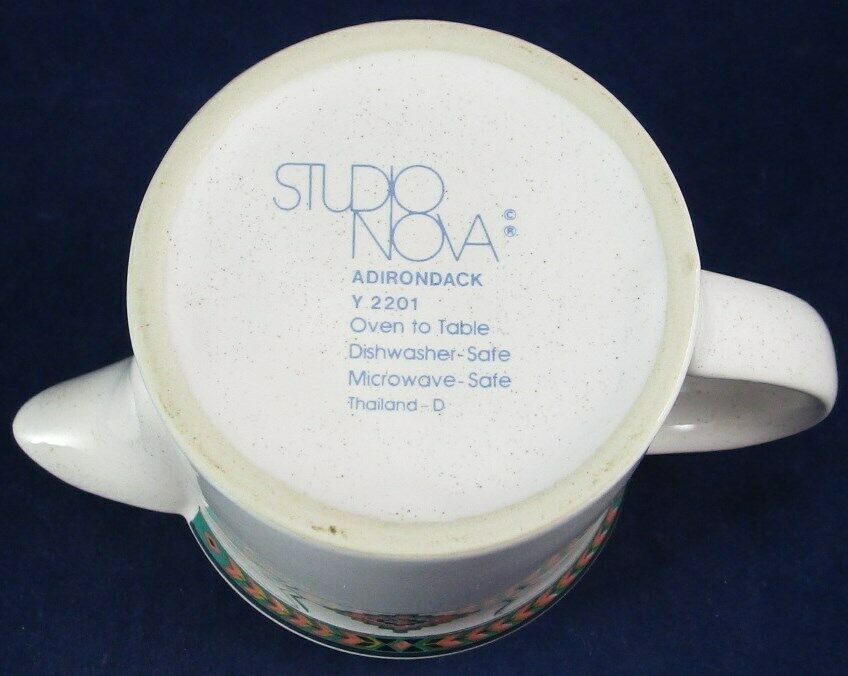 STUDIO
NOVA © ®
ADIRONDACK
Y 2201
Oven to Table
Dishwasher-Safe
Microwave-Safe
Thailand-D